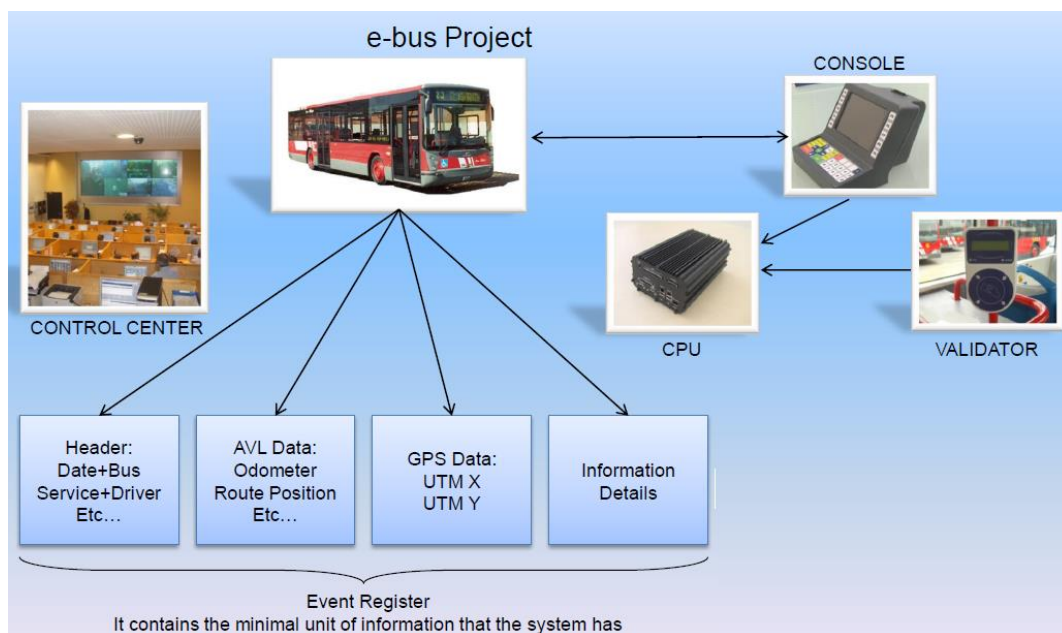 e-bus Project
CONSOLE
CONTROL CENTER
CPU
VALIDATOR
Header:
Date+Bus
Service+Driver
Etc...
AVL Data:
Odometer
Route Position
Etc...
GPS Data:
UTM X
UTM Y
Information
Details
Event Register
It contains the minimal unit of information that the system has